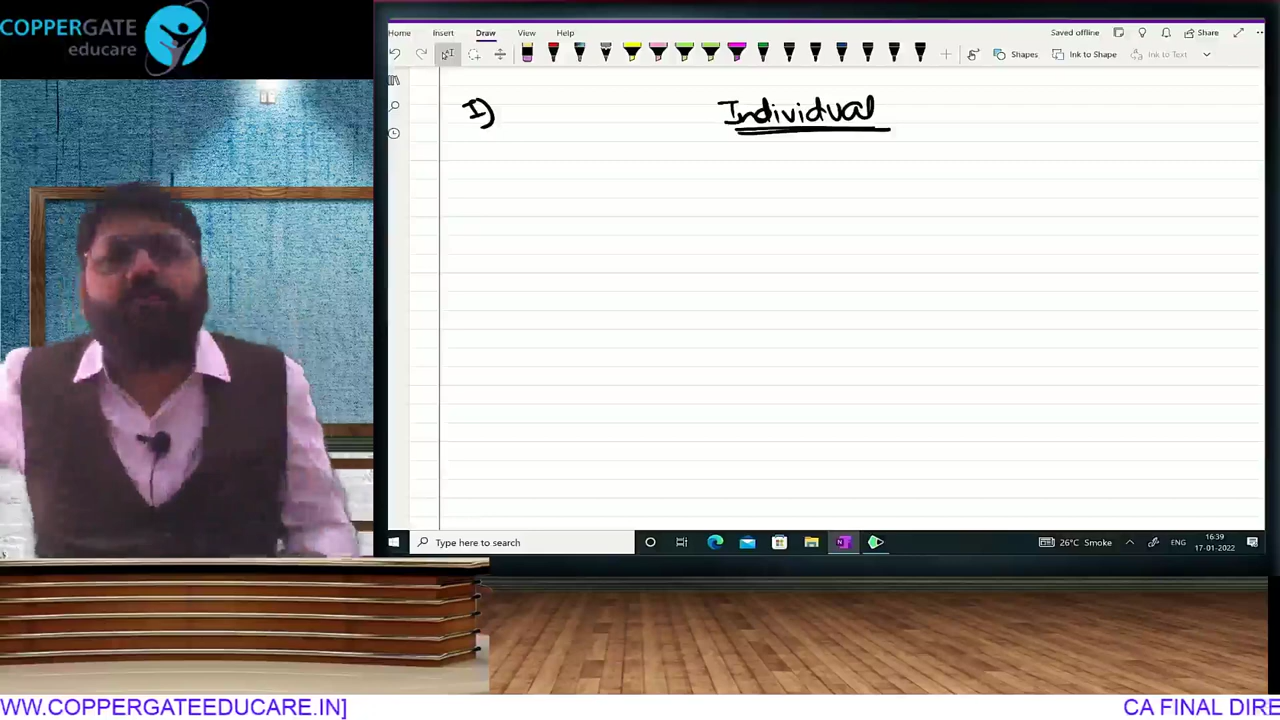 COPPERGATE
educare
Home Insert Draw View Help
Saved offline
Share
Shapes
Ink to Shape
Ink to Text
I) Individual
Type here to search
26°C Smoke
ENG
16:39
17-01-2022
WWW.COPPERGATEEDUCARE.IN]
CA FINAL DIRE